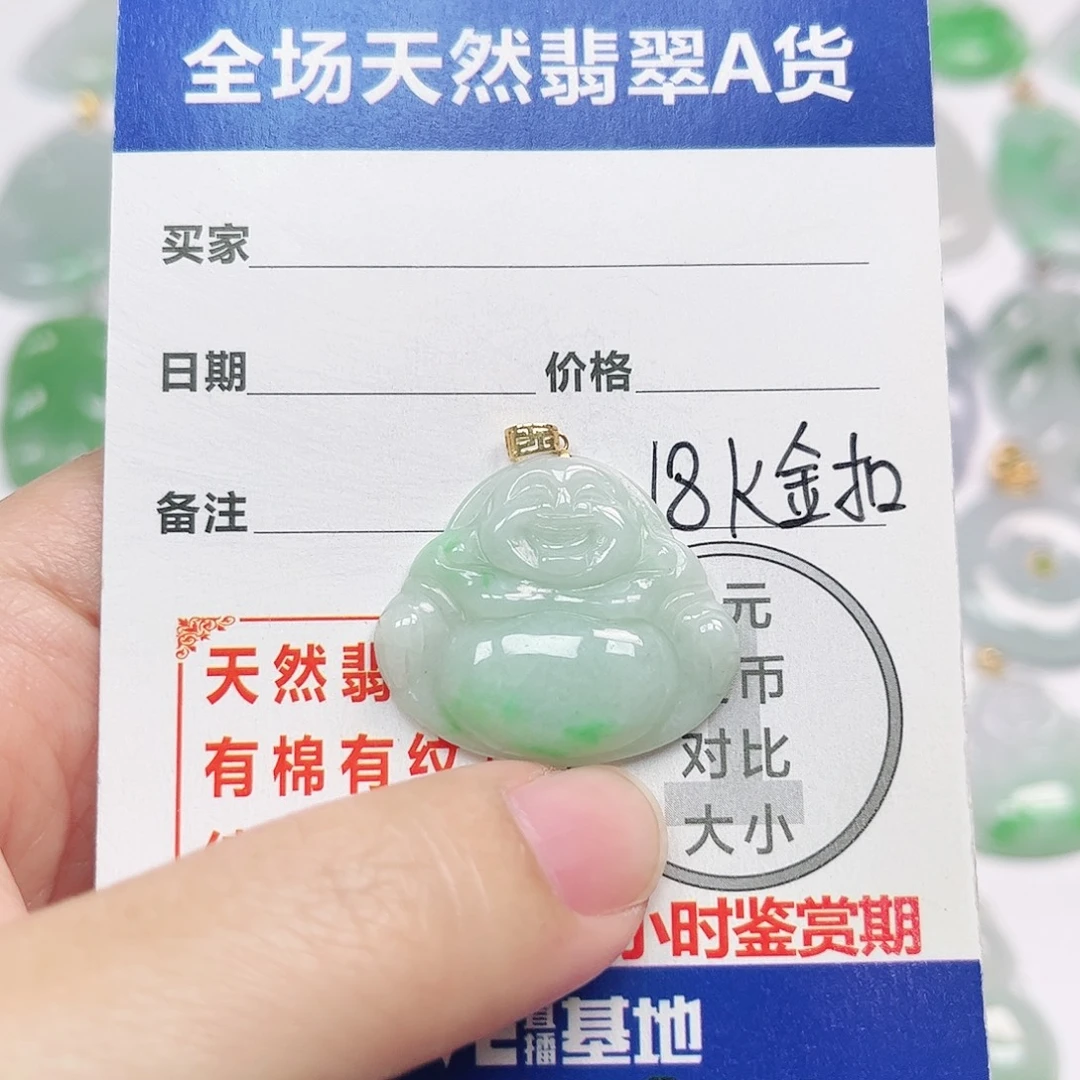 全场天然翡翠A货
买家
日期 价格
备注 18K金扣
天然翡
有棉有纹
元
币
对比
大小
小时鉴赏期
直播基地